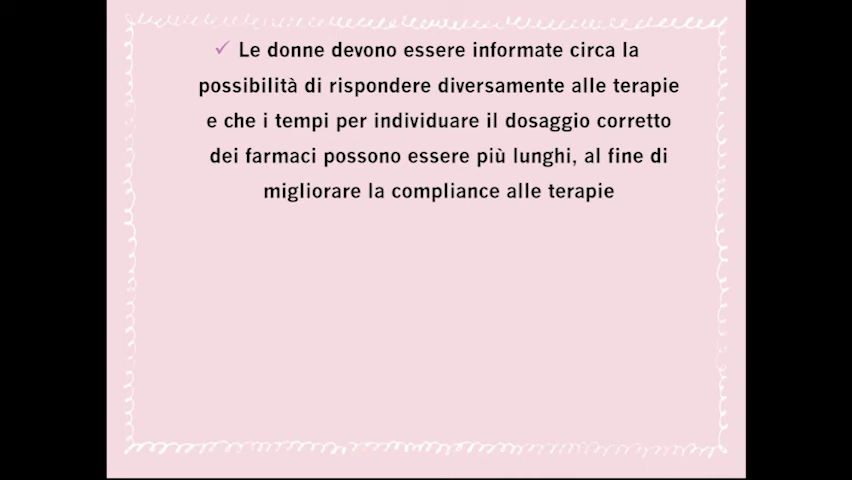 ✓ Le donne devono essere informate circa la
possibilità di rispondere diversamente alle terapie
e che i tempi per individuare il dosaggio corretto
dei farmaci possono essere più lunghi, al fine di
migliorare la compliance alle terapie